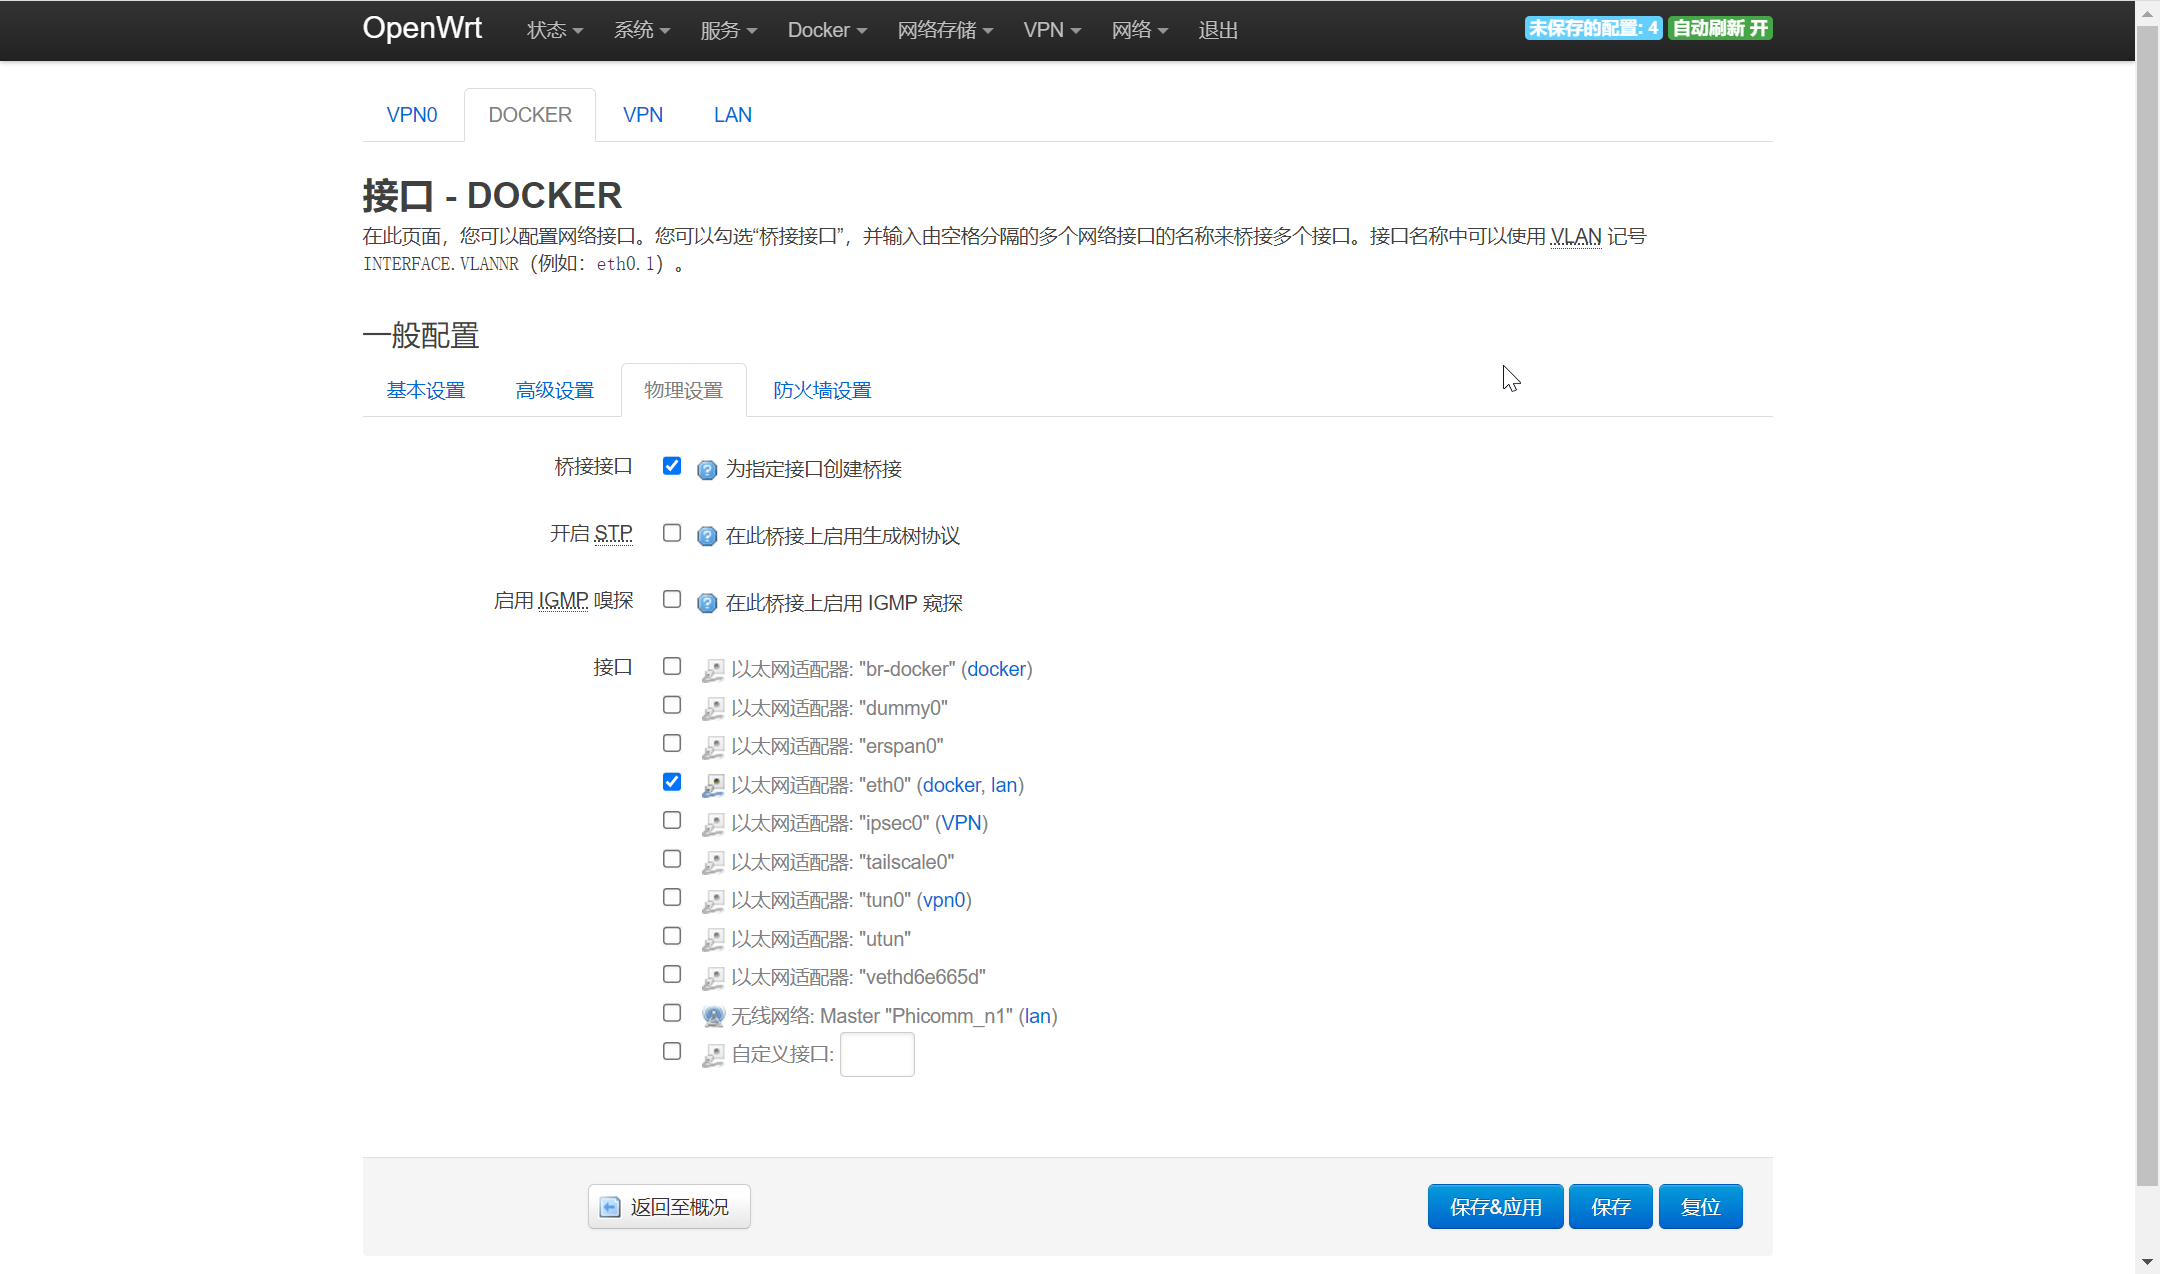 OpenWrt 状态 系统 服务 Docker 网络存储 VPN 网络 退出 未保存的配置: 4 自动刷新 开
VPN0 DOCKER VPN LAN
接口 - DOCKER
在此页面，您可以配置网络接口。您可以勾选“桥接接口”，并输入由空格分隔的多个网络接口的名称来桥接多个接口。接口名称中可以使用 VLAN 记号
INTERFACE.VLANNR（例如：eth0.1）。
一般配置
基本设置 高级设置 物理设置 防火墙设置
桥接接口 为指定接口创建桥接
开启 STP 在此桥接上启用生成树协议
启用 IGMP 嗅探 在此桥接上启用 IGMP 窥探
接口 以太网适配器: "br-docker" (docker)
以太网适配器: "dummy0"
以太网适配器: "erspan0"
以太网适配器: "eth0" (docker, lan)
以太网适配器: "ipsec0" (VPN)
以太网适配器: "tailscale0"
以太网适配器: "tun0" (vpn0)
以太网适配器: "utun"
以太网适配器: "vethd6e665d"
无线网络: Master "Phicomm_n1" (lan)
自定义接口:
返回至概况 保存&应用 保存 复位